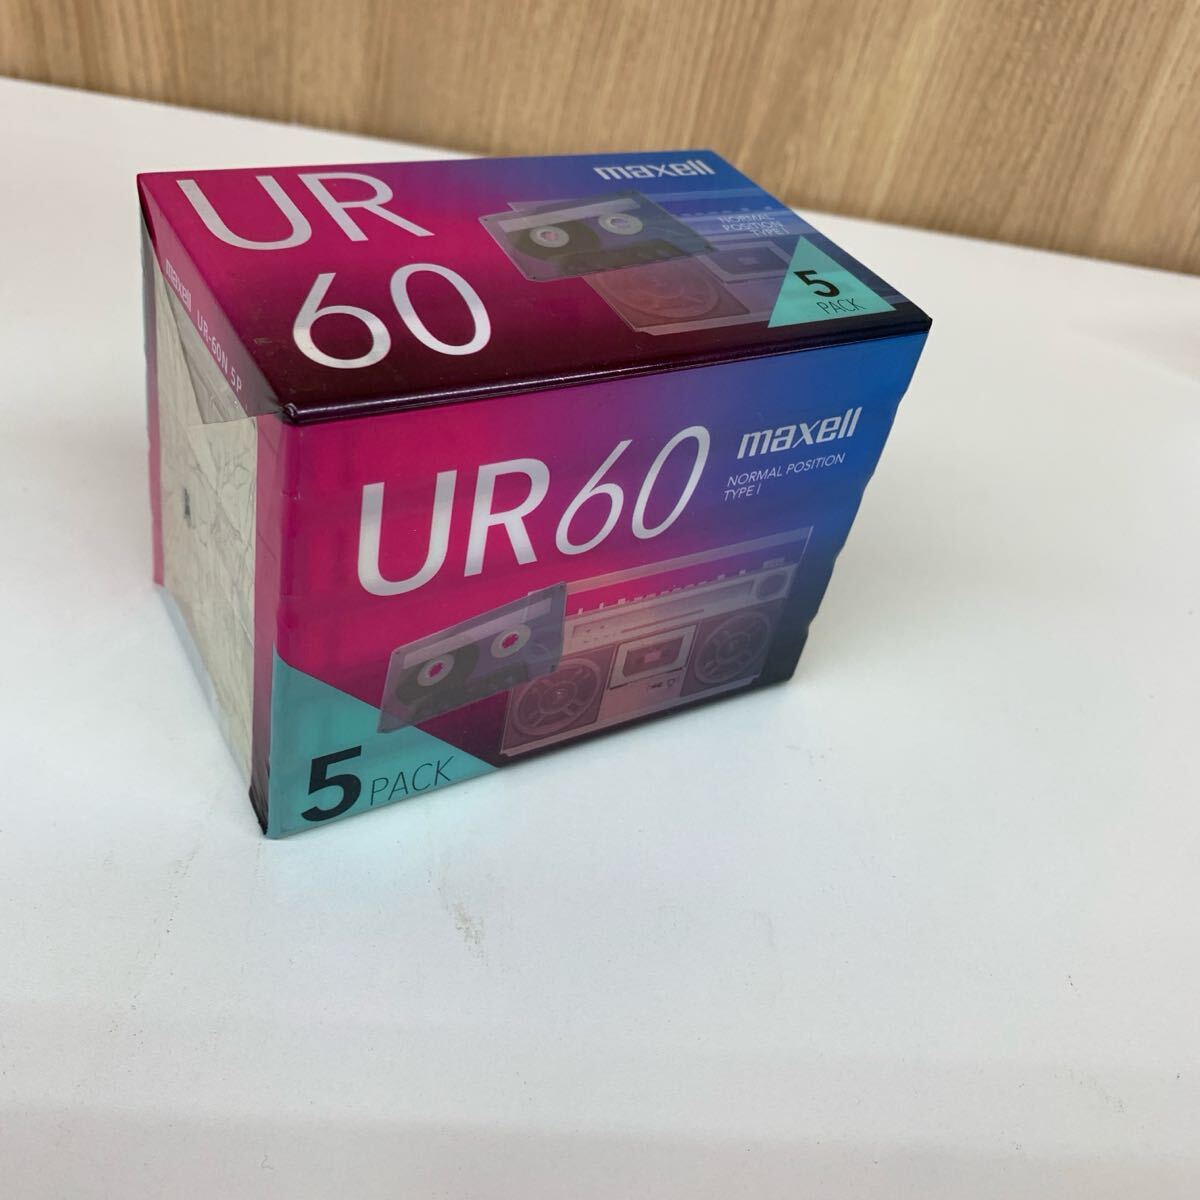 UR
60
maxell
NORMAL
POSITION
TYPE I
5
PACK
maxell UR-60N 5P
UR60
maxell
NORMAL POSITION
TYPE I
5 PACK